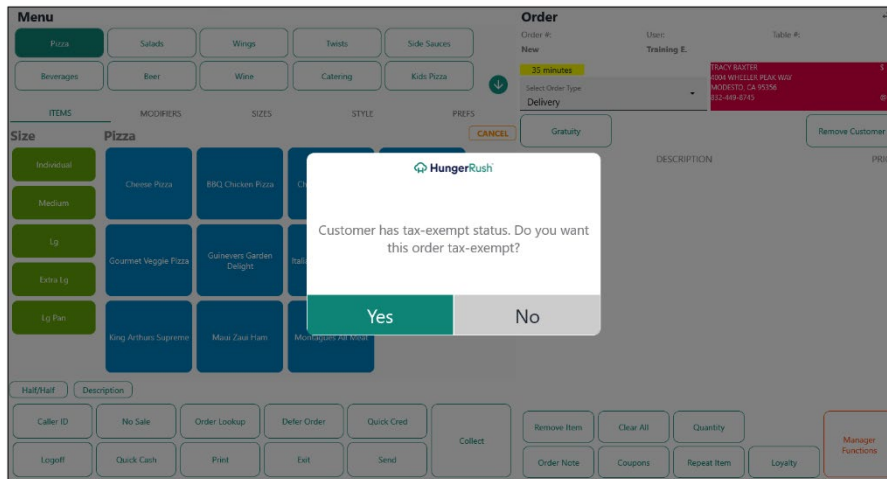 Menu
Pizza
Salads
Wings
Twists
Side Sauces
Beverages
Beer
Wine
Catering
Kids Pizza
ITEMS
MODIFIERS
SIZES
STYLE
PREFS
Size
Pizza
CANCEL
Individual
Medium
Lg
Extra Lg
Lg Pan
Cheese Pizza
BBQ Chicken Pizza
Gourmet Veggie Pizza
Guinevers Garden
Delight
King Arthurs Supreme
Maui Zaui Ham
Montagues All Meat
HungerRush
Customer has tax-exempt status. Do you want
this order tax-exempt?
Yes
No
Half/Half
Description
Caller ID
No Sale
Order Lookup
Defer Order
Quick Cred
Collect
Logoff
Quick Cash
Print
Exit
Send
Order
Order #:
User:
Table #:
New
Training E.
35 minutes
Select Order Type
Delivery
TRACY BAXTER
4004 WHEELER PEAK WAY
MODESTO, CA 95356
832-449-8745
Gratuity
Remove Customer
DESCRIPTION
Remove Item
Clear All
Quantity
Order Note
Coupons
Repeat Item
Loyalty
Manager
Functions